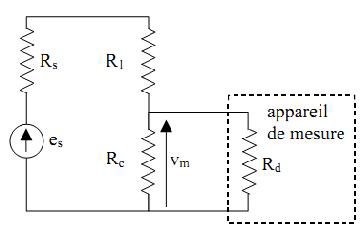 appareil
de mesure
Rs
R1
es
Rc
vm
Rd